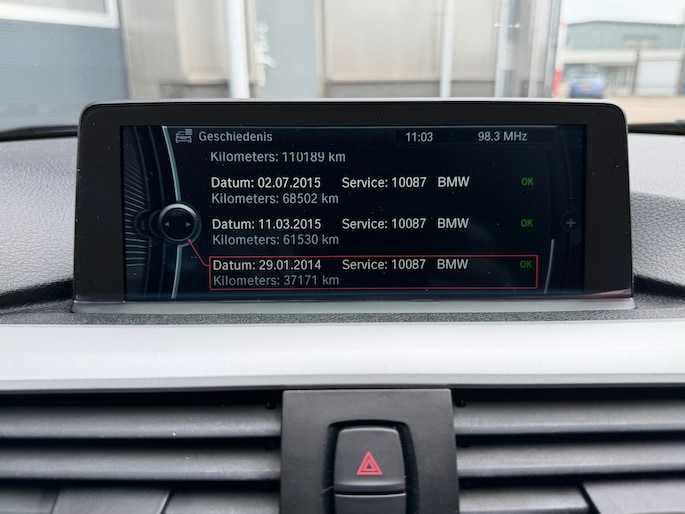 Geschiedenis 11:03 98.3 MHz
Kilometers: 110189 km
Datum: 02.07.2015 Service: 10087 BMW OK
Kilometers: 68502 km
Datum: 11.03.2015 Service: 10087 BMW OK
Kilometers: 61530 km
Datum: 29.01.2014 Service: 10087 BMW OK
Kilometers: 37171 km